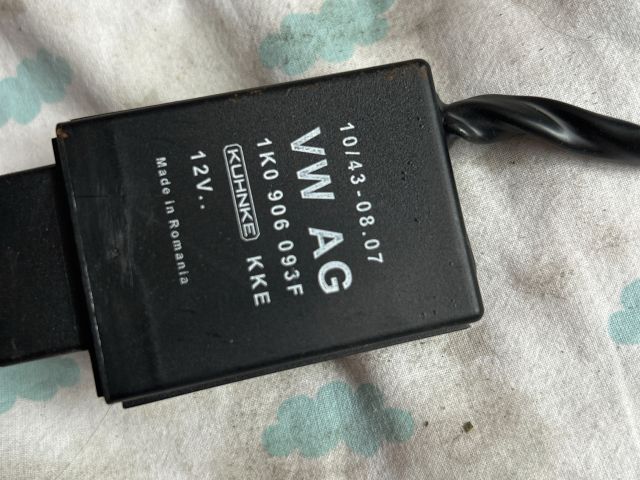 10/43-08.07
VW AG
1K0 906 093F
KUHNKE KKE
12V..
Made in Romania